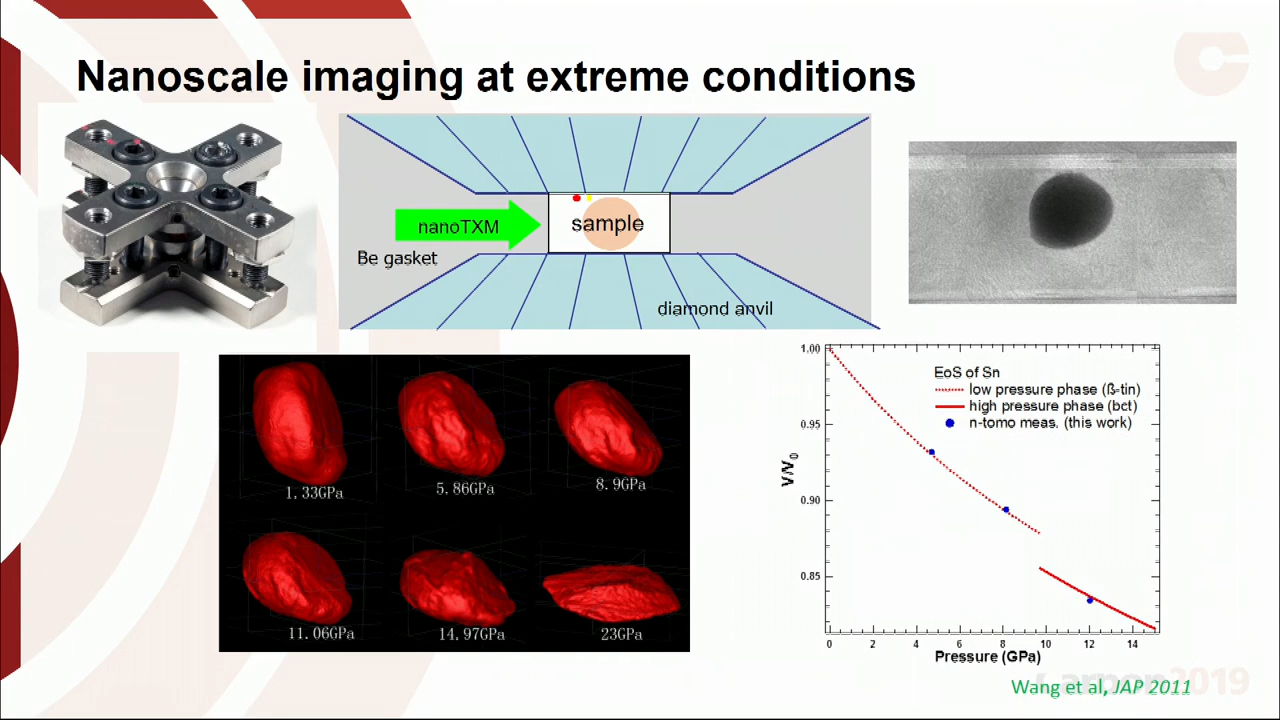 Nanoscale imaging at extreme conditions
nanoTXM
sample
Be gasket
diamond anvil
1.33GPa
5.86GPa
8.9GPa
11.06GPa
14.97GPa
23GPa
EoS of Sn
low pressure phase (ß-tin)
high pressure phase (bct)
n-tomo meas. (this work)
V/V0
1.00
0.95
0.90
0.85
0 2 4 6 8 10 12 14
Pressure (GPa)
Wang et al, JAP 2011
2019